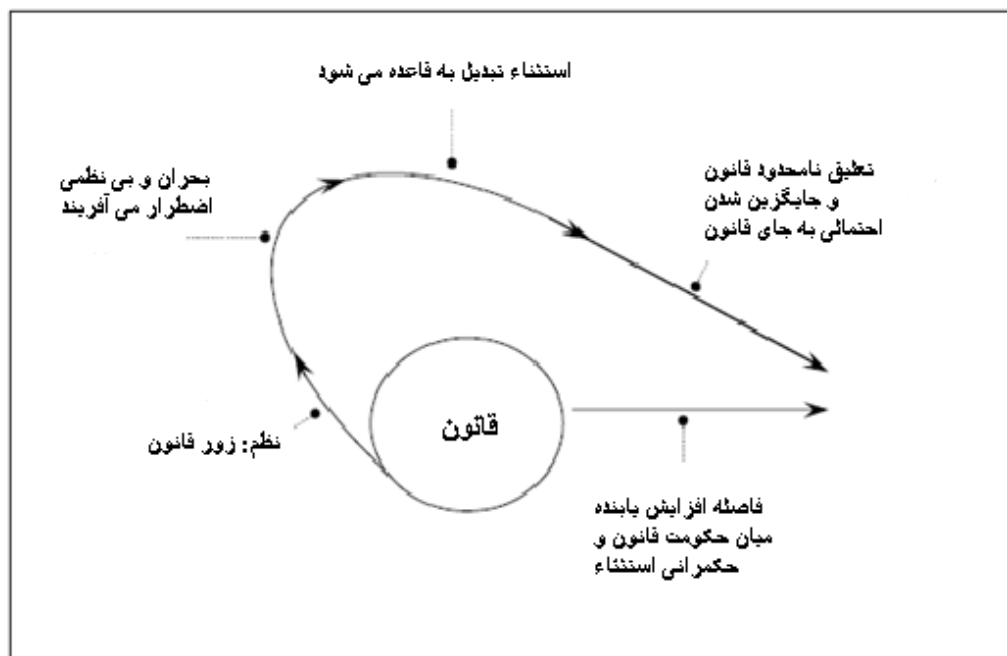 استثناء تبدیل به قاعده می شود
بحران و بی نظمی
اضطرار می آفریند
تعلیق نامحدود قانون
و جایگزین شدن
احتمالی به جای قانون
قانون
نظم: زور قانون
فاصله افزایش یابنده
میان حکومت قانون و
حکمرانی استثناء